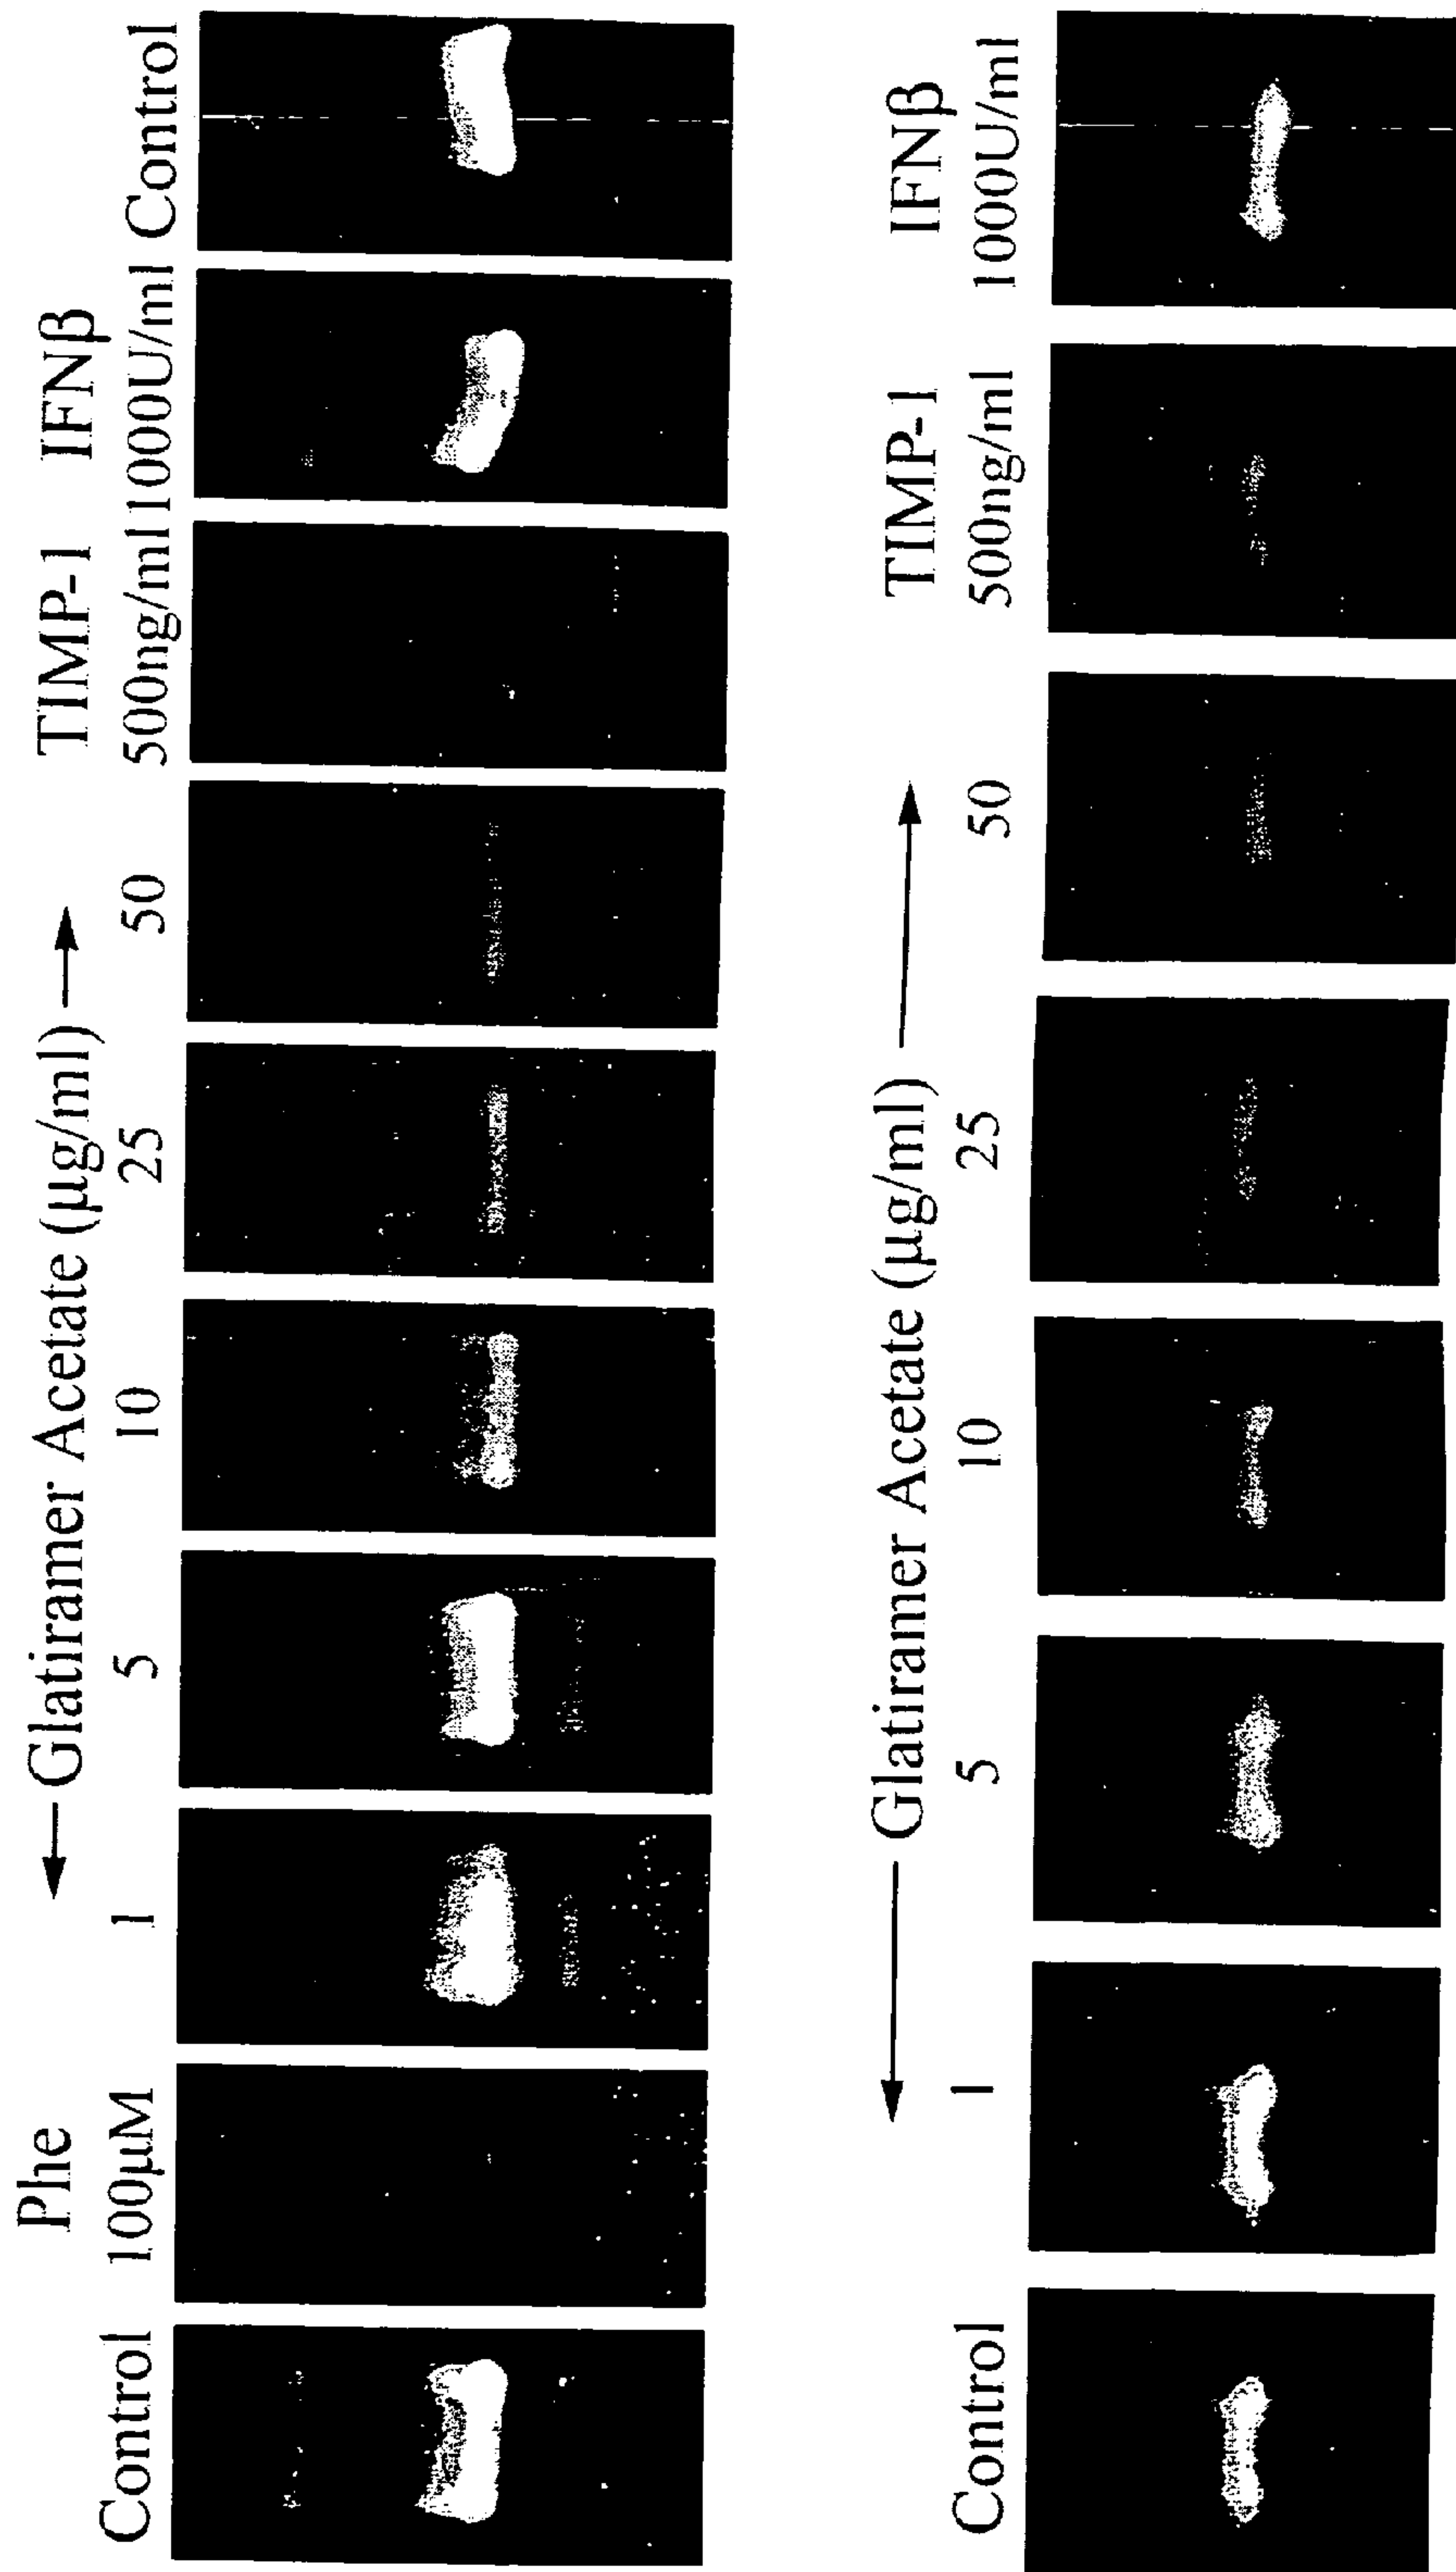 Phe ← Glatiramer Acetate (µg/ml) → TIMP-1 IFNβ
Control 100µM 1 5 10 25 50 500ng/ml 1000U/ml Control
← Glatiramer Acetate (µg/ml) → TIMP-1 IFNβ
Control 1 5 10 25 50 500ng/ml 1000U/ml